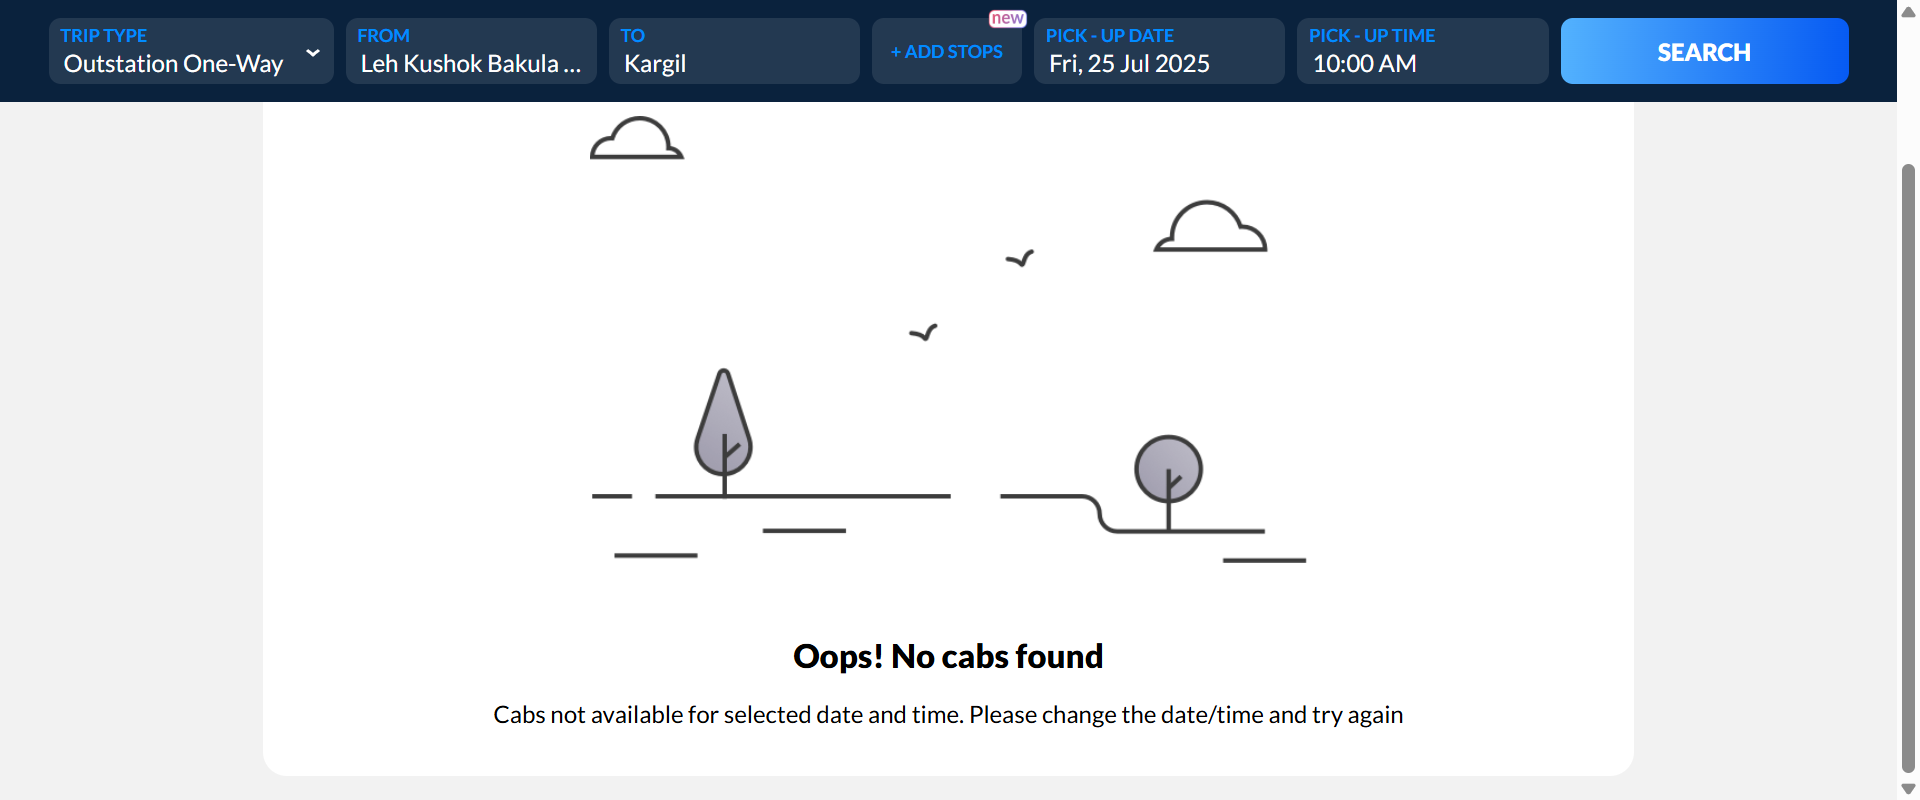 TRIP TYPE
Outstation One-Way
FROM
Leh Kushok Bakula ...
TO
Kargil
new
+ ADD STOPS
PICK - UP DATE
Fri, 25 Jul 2025
PICK - UP TIME
10:00 AM
SEARCH
Oops! No cabs found
Cabs not available for selected date and time. Please change the date/time and try again